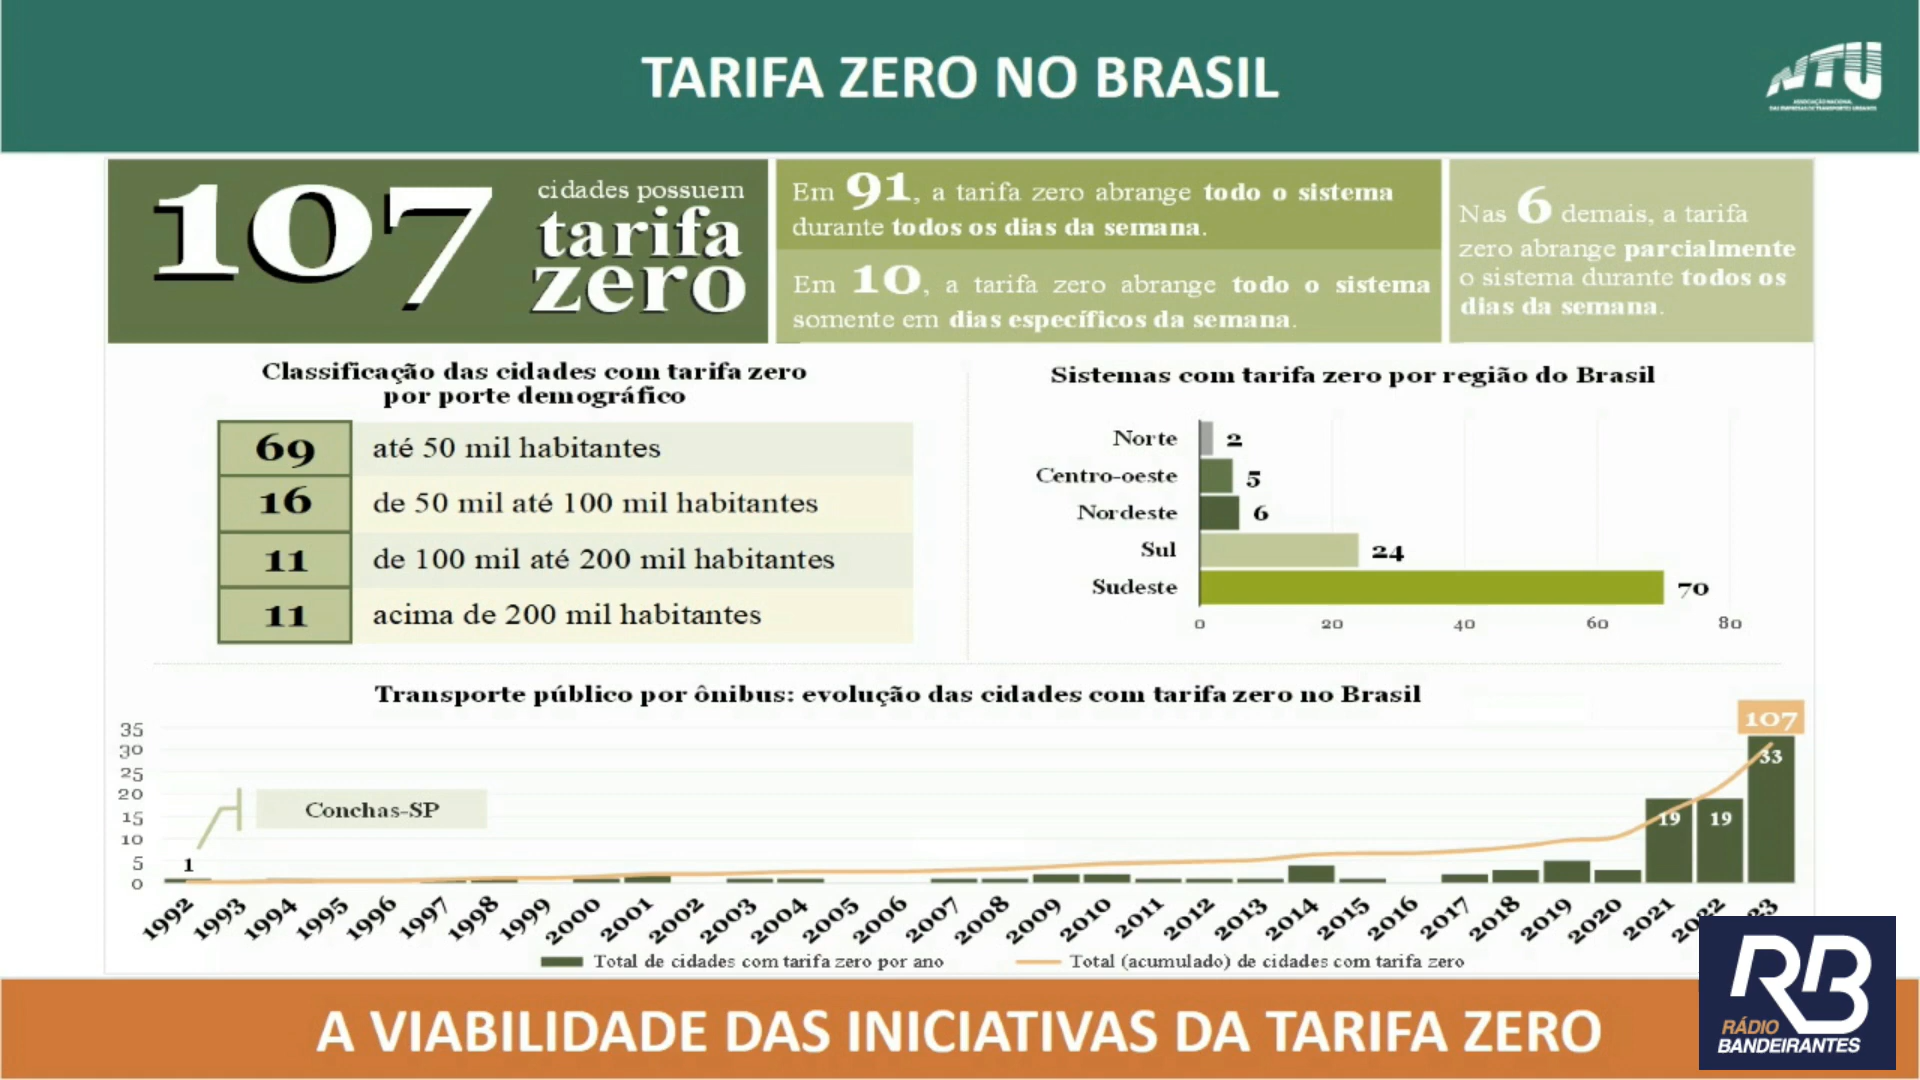 TARIFA ZERO NO BRASIL
NTU
107
cidades possuem
tarifa
zero
Em 91, a tarifa zero abrange todo o sistema
durante todos os dias da semana.
Em 10, a tarifa zero abrange todo o sistema
somente em dias específicos da semana.
Nas 6 demais, a tarifa
zero abrange parcialmente
o sistema durante todos os
dias da semana.
Classificação das cidades com tarifa zero
por porte demográfico
69 até 50 mil habitantes
16 de 50 mil até 100 mil habitantes
11 de 100 mil até 200 mil habitantes
11 acima de 200 mil habitantes
Sistemas com tarifa zero por região do Brasil
Norte 2
Centro-oeste 5
Nordeste 6
Sul 24
Sudeste 70
0 20 40 60 80
Transporte público por ônibus: evolução das cidades com tarifa zero no Brasil
107
35
30
25
20
15
10
5
0
33
Conchas-SP
19 19
1
1992 1993 1994 1995 1996 1997 1998 1999 2000 2001 2002 2003 2004 2005 2006 2007 2008 2009 2010 2011 2012 2013 2014 2015 2016 2017 2018 2019 2020 2021 2022 23
Total de cidades com tarifa zero por ano Total (acumulado) de cidades com tarifa zero
A VIABILIDADE DAS INICIATIVAS DA TARIFA ZERO
RB
RÁDIO
BANDEIRANTES